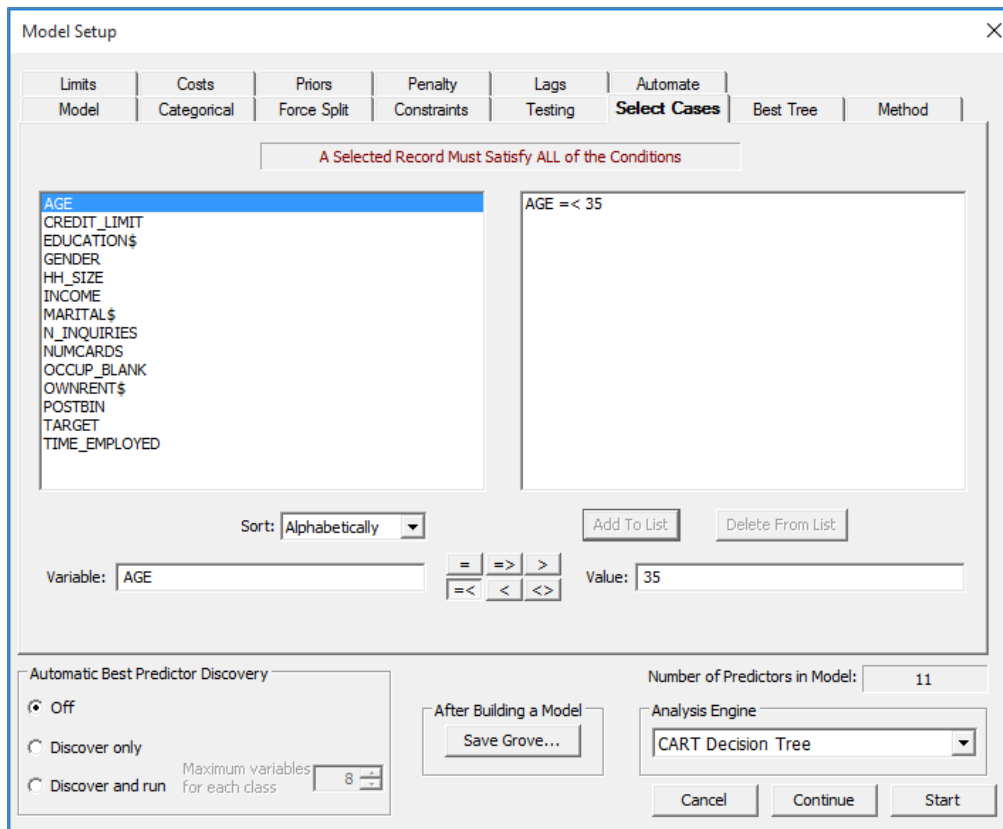 Model Setup
Limits Costs Priors Penalty Lags Automate
Model Categorical Force Split Constraints Testing Select Cases Best Tree Method
A Selected Record Must Satisfy ALL of the Conditions
AGE
CREDIT_LIMIT
EDUCATION$
GENDER
HH_SIZE
INCOME
MARITAL$
N_INQUIRIES
NUMCARDS
OCCUP_BLANK
OWNRENT$
POSTBIN
TARGET
TIME_EMPLOYED
AGE =< 35
Sort: Alphabetically
Add To List Delete From List
Variable: AGE
= => >
=< < <>
Value: 35
Automatic Best Predictor Discovery
Off
Discover only
Discover and run
Maximum variables
for each class
8
After Building a Model
Save Grove...
Number of Predictors in Model: 11
Analysis Engine
CART Decision Tree
Cancel Continue Start